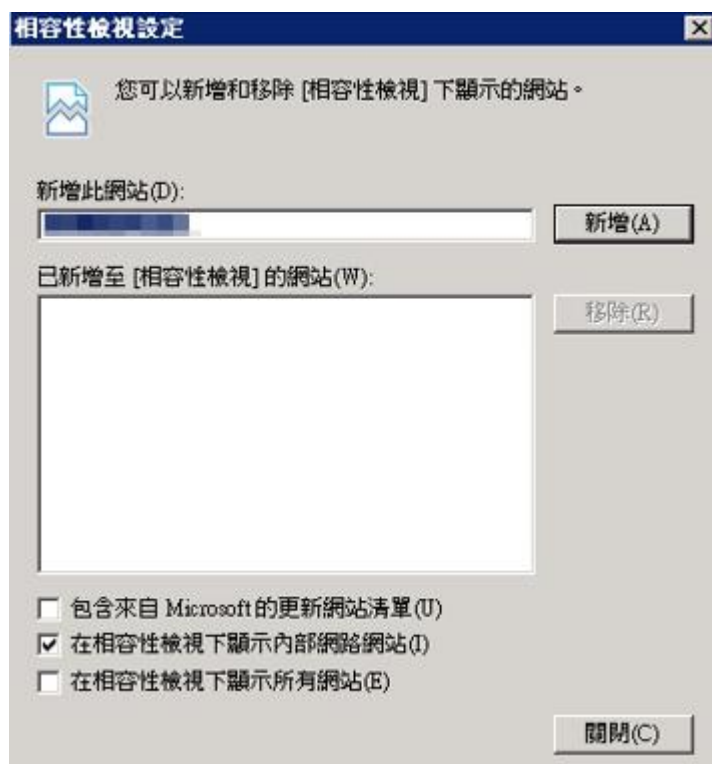 相容性檢視設定
您可以新增和移除 [相容性檢視] 下顯示的網站。
新增此網站(D):
新增(A)
已新增至 [相容性檢視] 的網站(W):
移除(R)
包含來自 Microsoft 的更新網站清單(U)
在相容性檢視下顯示內部網路網站(I)
在相容性檢視下顯示所有網站(E)
關閉(C)